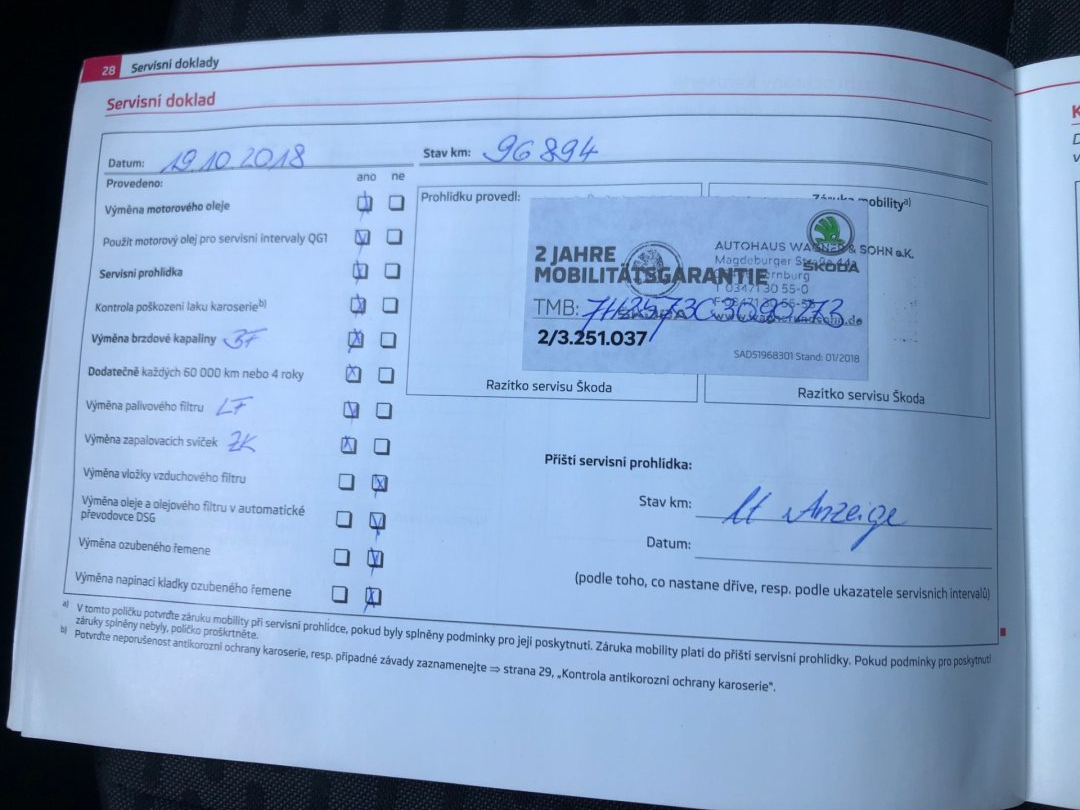 28 Servisní doklady
Servisní doklad
Datum: 19.10.2018
Stav km: 96 894
Provedeno:
ano ne
Výměna motorového oleje
Použit motorový olej pro servisní intervaly QG1
Servisní prohlídka
Kontrola poškození laku karoserie b)
Výměna brzdové kapaliny BF
Dodatečně každých 60 000 km nebo 4 roky
Výměna palivového filtru LF
Výměna zapalovacích svíček ZK
Výměna vložky vzduchového filtru
Výměna oleje a olejového filtru v automatické
převodovce DSG
Výměna ozubeného řemene
Výměna napínací kladky ozubeného řemene
Prohlídku provedl:
Záruka mobility a)
2 JAHRE
MOBILITÄTSGARANTIE
TMB:
2/3.251.037
SAD51968301 Stand: 01/2018
AUTOHAUS WAGNER & SOHN e.K.
Magdeburger
T 03471 30 55-0
ŠKODA
Razítko servisu Škoda
Razítko servisu Škoda
Příští servisní prohlídka:
Stav km: lt Anzeige
Datum:
(podle toho, co nastane dříve, resp. podle ukazatele servisních intervalů)
a) V tomto políčku potvrďte záruku mobility při servisní prohlídce, pokud byly splněny podmínky pro její poskytnutí. Záruka mobility platí do příští servisní prohlídky. Pokud podmínky pro poskytnutí
záruky splněny nebyly, políčko proškrtněte.
b) Potvrďte neporušenost antikorozní ochrany karoserie, resp. případné závady zaznamenejte ⇒ strana 29, „Kontrola antikorozní ochrany karoserie".